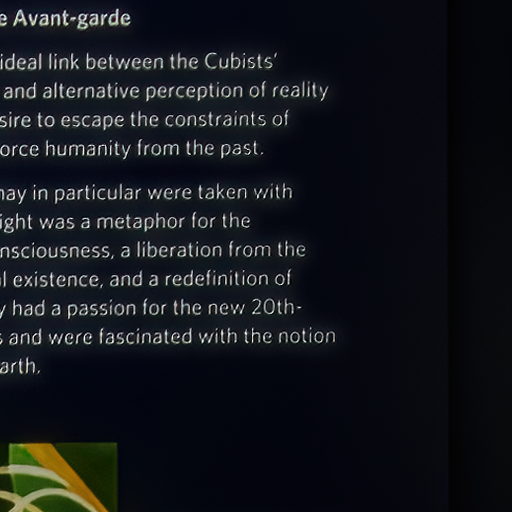 e Avant-garde
ideal link between the Cubists'
and alternative perception of reality
sire to escape the constraints of
orce humanity from the past.
nay in particular were taken with
ight was a metaphor for the
nsciousness, a liberation from the
l existence, and a redefinition of
y had a passion for the new 20th-
s and were fascinated with the notion
arth.